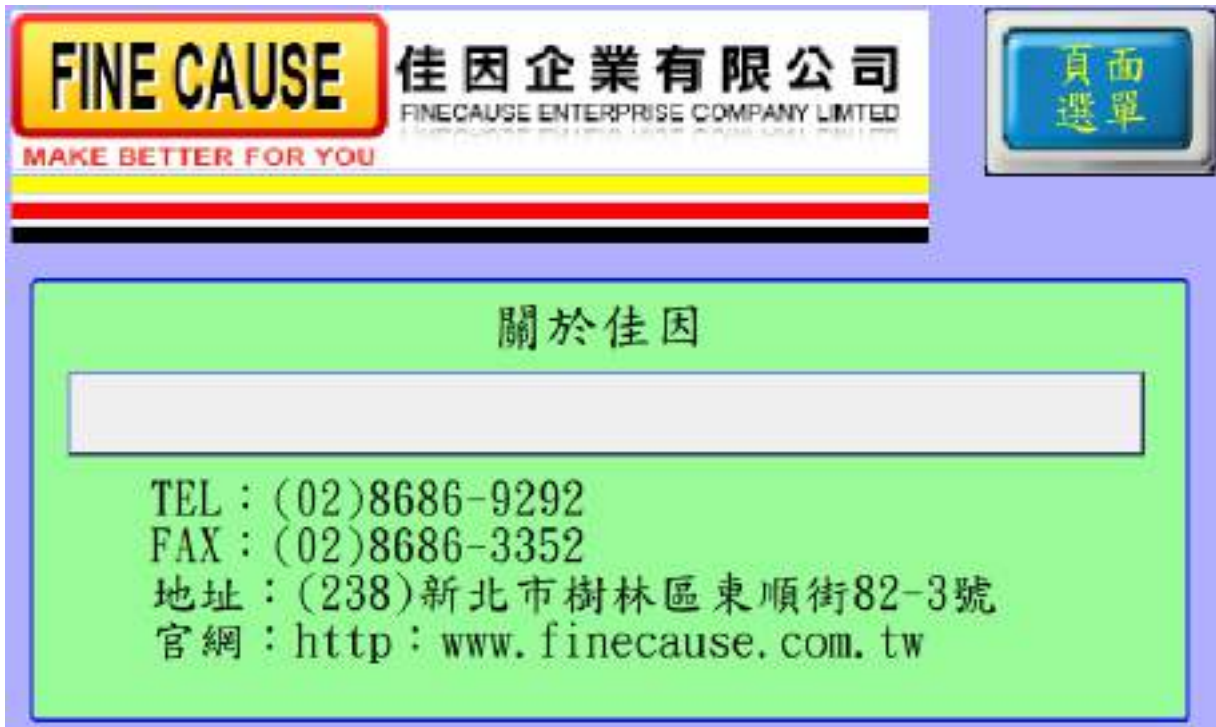 FINE CAUSE
MAKE BETTER FOR YOU
佳因企業有限公司
FINECAUSE ENTERPRISE COMPANY LIMTED
頁面
選單
關於佳因
TEL：(02)8686-9292
FAX：(02)8686-3352
地址：(238)新北市樹林區東順街82-3號
官網：http：www.finecause.com.tw